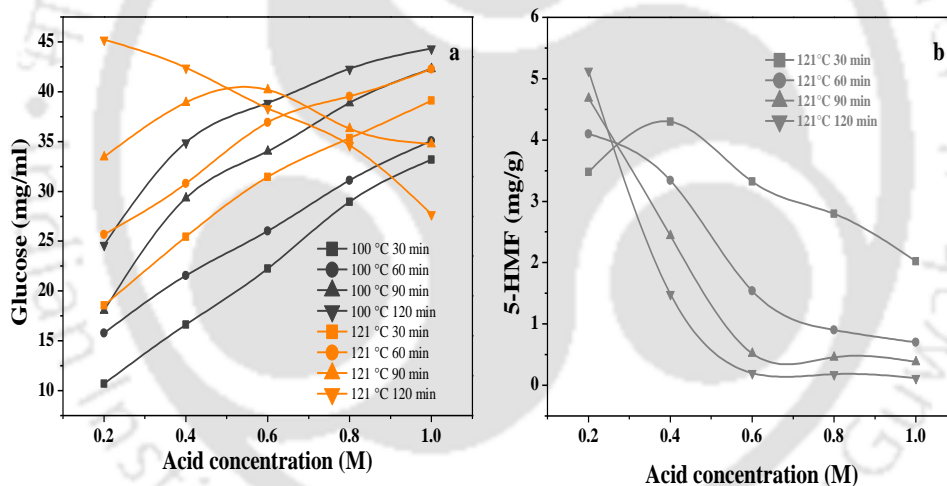 a
Glucose (mg/ml)
45
40
35
30
25
20
15
10
100 °C 30 min
100 °C 60 min
100 °C 90 min
100 °C 120 min
121 °C 30 min
121 °C 60 min
121 °C 90 min
121 °C 120 min
0.2 0.4 0.6 0.8 1.0
Acid concentration (M)
b
5-HMF (mg/g)
6
5
4
3
2
1
0
121°C 30 min
121°C 60 min
121°C 90 min
121°C 120 min
0.2 0.4 0.6 0.8 1.0
Acid concentration (M)